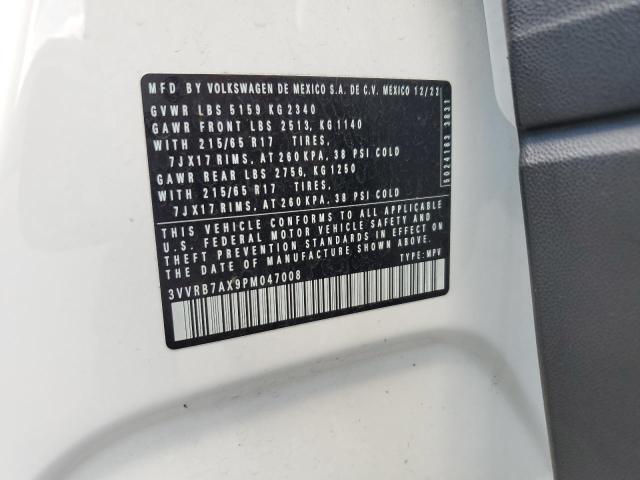 MFD BY VOLKSWAGEN DE MEXICO S.A. DE C.V. MEXICO 12/22
GVWR LBS 5159 KG 2340
GAWR FRONT LBS 2513, KG 1140
WITH 215/65 R17 TIRES,
7JX17 RIMS, AT 260 KPA, 38 PSI COLD
GAWR REAR LBS 2756, KG 1250
WITH 215/65 R17 TIRES,
7JX17 RIMS, AT 260 KPA, 38 PSI COLD
THIS VEHICLE CONFORMS TO ALL APPLICABLE
U.S. FEDERAL MOTOR VEHICLE SAFETY AND
THEFT PREVENTION STANDARDS IN EFFECT ON
THE DATE OF MANUFACTURE SHOWN ABOVE.
TYPE: MPV
3VVRB7AX9PM047008
5024183 3831